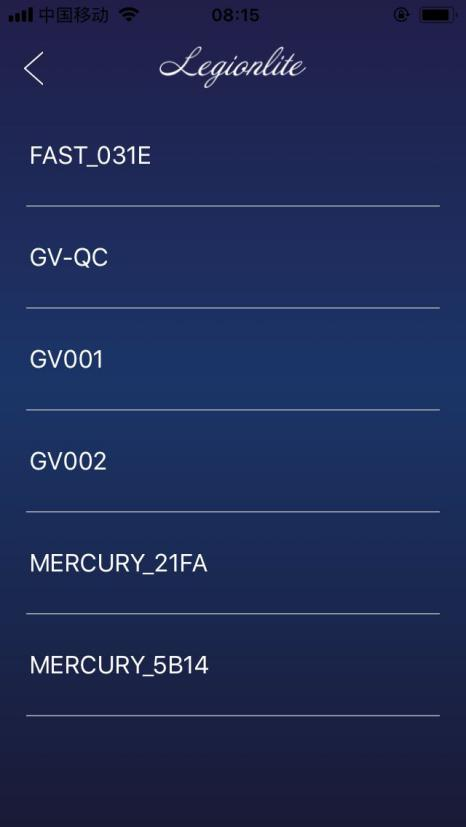 中国移动
08:15
Legionlite
FAST_031E
GV-QC
GV001
GV002
MERCURY_21FA
MERCURY_5B14